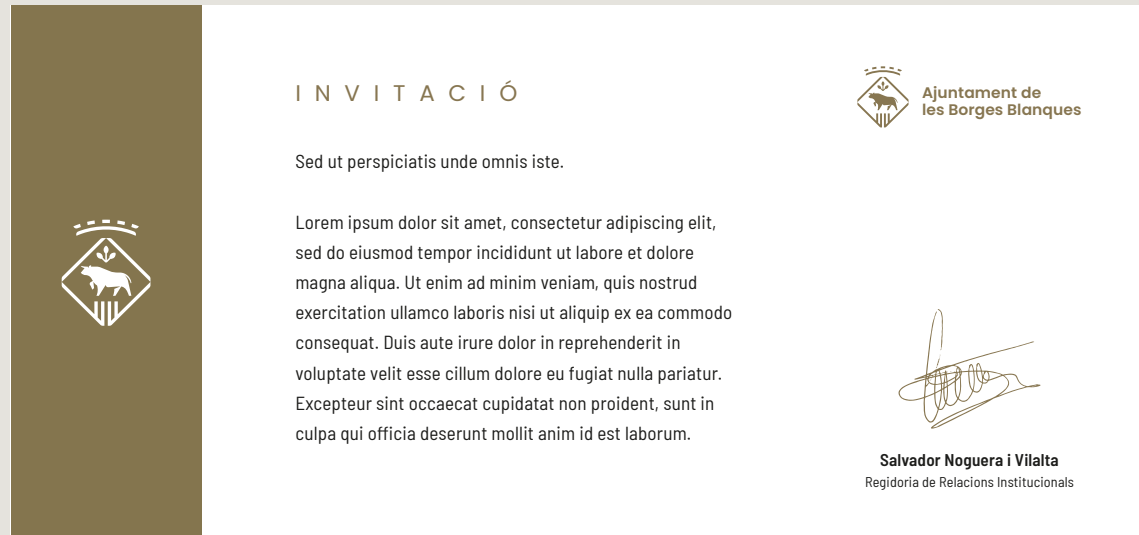 INVITACIÓ
Ajuntament de
les Borges Blanques
Sed ut perspiciatis unde omnis iste.
Lorem ipsum dolor sit amet, consectetur adipiscing elit,
sed do eiusmod tempor incididunt ut labore et dolore
magna aliqua. Ut enim ad minim veniam, quis nostrud
exercitation ullamco laboris nisi ut aliquip ex ea commodo
consequat. Duis aute irure dolor in reprehenderit in
voluptate velit esse cillum dolore eu fugiat nulla pariatur.
Excepteur sint occaecat cupidatat non proident, sunt in
culpa qui officia deserunt mollit anim id est laborum.
Salvador Noguera i Vilalta
Regidoria de Relacions Institucionals